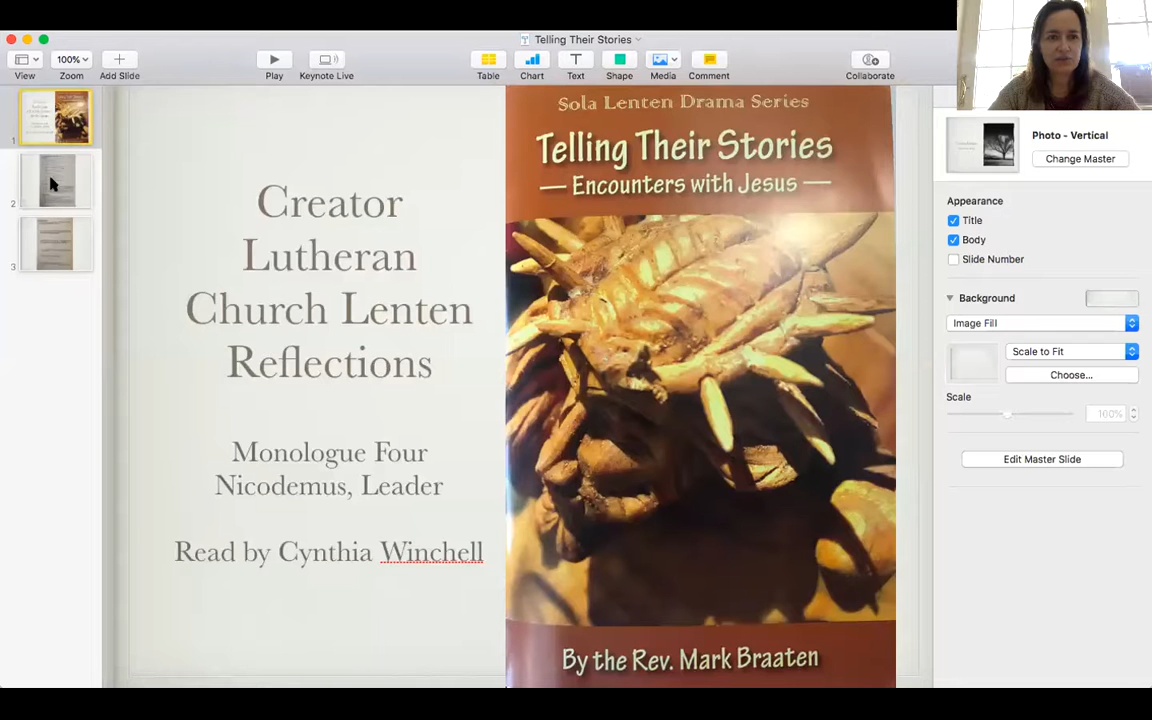 Telling Their Stories
100%
View
Zoom
Add Slide
Play
Keynote Live
Table
Chart
Text
Shape
Media
Comment
Collaborate
1
2
3
Creator
Lutheran
Church Lenten
Reflections
Monologue Four
Nicodemus, Leader
Read by Cynthia Winchell
Sola Lenten Drama Series
Telling Their Stories
— Encounters with Jesus —
By the Rev. Mark Braaten
Photo - Vertical
Change Master
Appearance
Title
Body
Slide Number
Background
Image Fill
Scale to Fit
Choose...
Scale
100%
Edit Master Slide